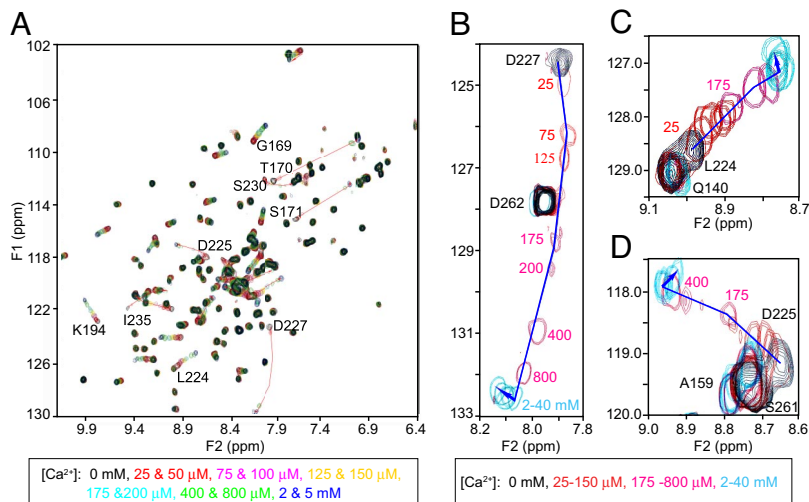 A
B
C
D
102
106
110
114
118
122
126
130
F1 (ppm)
9.9
9.4
8.9
8.4
7.9
7.4
6.9
6.4
F2 (ppm)
G169
T170
S230
S171
D225
K194
I235
D227
L224
125
127
129
131
133
8.2
8.0
7.8
F2 (ppm)
D227
25
75
125
D262
175
200
400
800
2-40 mM
127.0
128.0
129.0
9.1
8.9
8.7
F2 (ppm)
175
25
L224
Q140
118.0
119.0
120.0
9.0
8.8
8.6
F2 (ppm)
400
175
D225
A159
S261
[Ca²⁺]: 0 mM, 25 & 50 μM, 75 & 100 μM, 125 & 150 μM,
175 &200 μM, 400 & 800 μM, 2 & 5 mM
[Ca²⁺]: 0 mM, 25-150 μM, 175 -800 μM, 2-40 mM